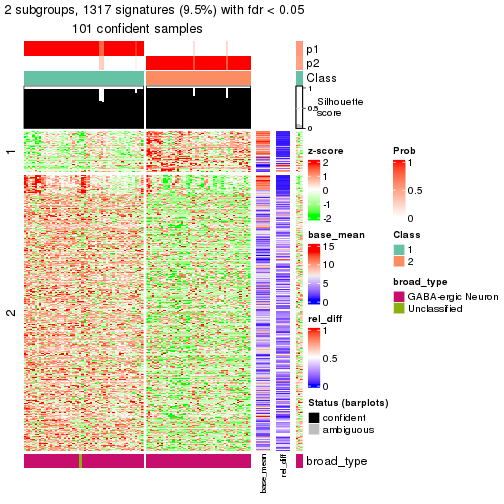 2 subgroups, 1317 signatures (9.5%) with fdr < 0.05
101 confident samples
p1
p2
Class
1
0.5
0
Silhouette
score
1
2
z-score
2
1
0
-1
-2
base_mean
15
10
5
0
rel_diff
1
0.5
0
Status (barplots)
confident
ambiguous
Prob
1
0.5
0
Class
1
2
broad_type
GABA-ergic Neuron
Unclassified
broad_type
base_mean
rel_diff